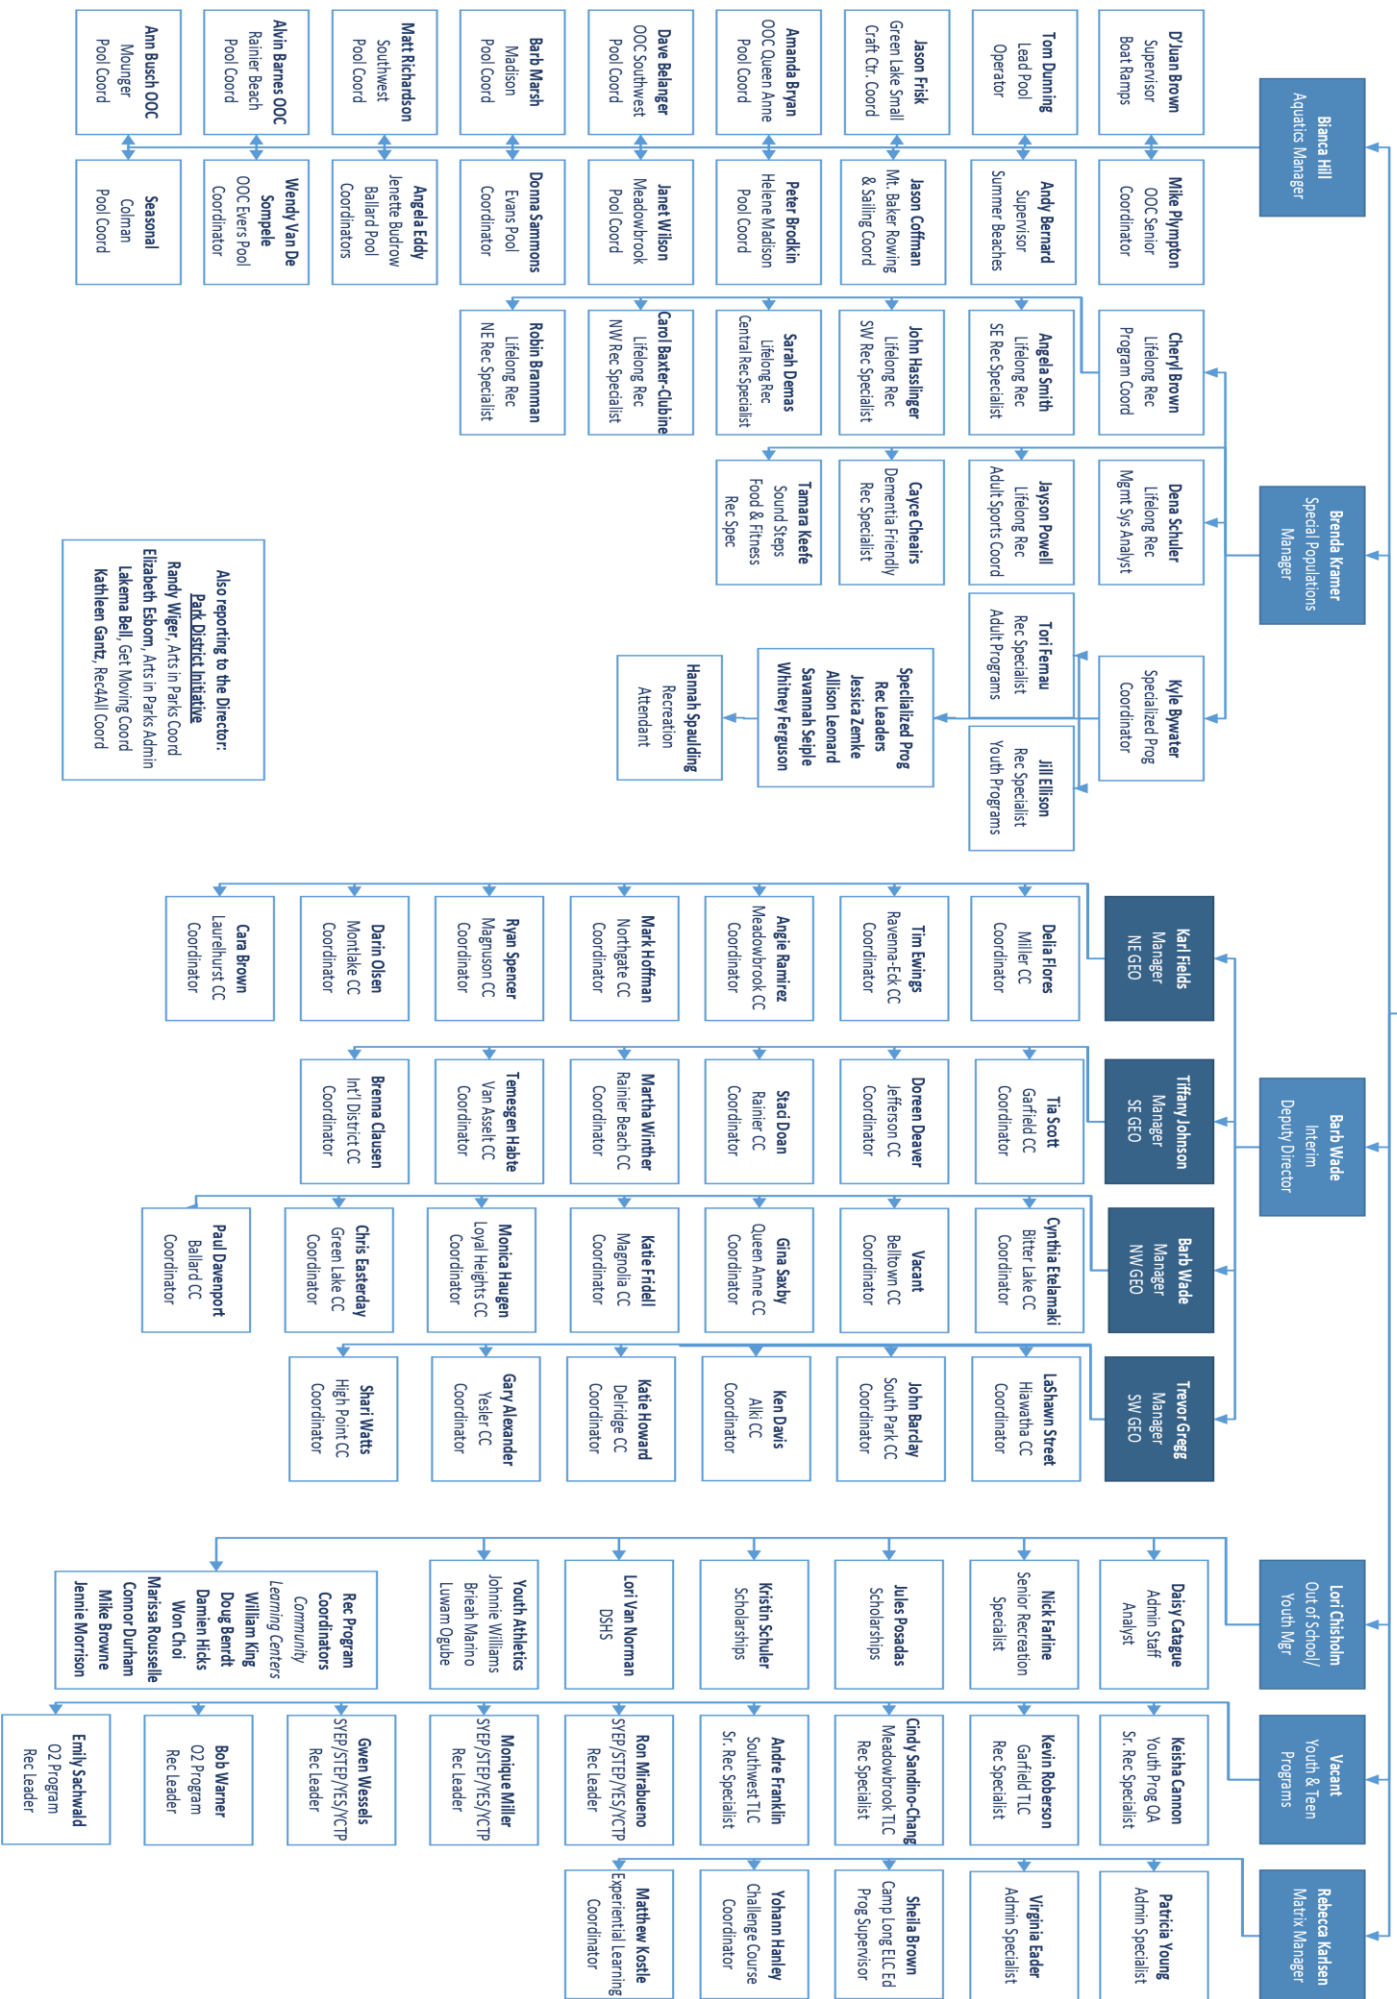 Bianca Hill
Aquatics Manager
D'Juan Brown
Supervisor
Boat Ramps
Mike Plympton
OOC Senior
Coordinator
Tom Dunning
Lead Pool
Operator
Andy Bernard
Supervisor
Summer Beaches
Jason Frisk
Green Lake Small
Craft Ctr. Coord
Jason Coffman
Mt. Baker Rowing
& Sailing Coord
Amanda Bryan
OOC Queen Anne
Pool Coord
Peter Brodkin
Helene Madison
Pool Coord
Dave Belanger
OOC Southwest
Pool Coord
Janet Wilson
Meadowbrook
Pool Coord
Barb Marsh
Madison
Pool Coord
Donna Sammons
Evans Pool
Coordinator
Matt Richardson
Southwest
Pool Coord
Angela Eddy
Jenette Budrow
Ballard Pool
Coordinators
Alvin Barnes OOC
Rainier Beach
Pool Coord
Wendy Van De
Sompele
OOC Evers Pool
Coordinator
Ann Busch OOC
Mounger
Pool Coord
Seasonal
Colman
Pool Coord
Brenda Kramer
Special Populations
Manager
Cheryl Brown
Lifelong Rec
Program Coord
Angela Smith
Lifelong Rec
SE Rec Specialist
John Hasslinger
Lifelong Rec
SW Rec Specialist
Sarah Demas
Lifelong Rec
Central Rec Specialist
Carol Baxter-Clubine
Lifelong Rec
NW Rec Specialist
Robin Brannman
Lifelong Rec
NE Rec Specialist
Dena Schuler
Lifelong Rec
Mgmt Sys Analyst
Jayson Powell
Lifelong Rec
Adult Sports Coord
Cayce Cheairs
Dementia Friendly
Rec Specialist
Tamara Keefe
Sound Steps
Food & Fitness
Rec Spec
Kyle Bywater
Specialized Prog
Coordinator
Tori Fernau
Rec Specialist
Adult Programs
Jill Ellison
Rec Specialist
Youth Programs
Specialized Prog
Rec Leaders
Jessica Zemke
Allison Leonard
Savannah Seiple
Whitney Ferguson
Hannah Spaulding
Recreation
Attendant
Also reporting to the Director:
Park District Initiative
Randy Wiger, Arts in Parks Coord
Elizabeth Esborn, Arts in Parks Admin
Lakema Bell, Get Moving Coord
Kathleen Gantz, Rec4All Coord
Barb Wade
Interim
Deputy Director
Karl Fields
Manager
NE GEO
Delia Flores
Miller CC
Coordinator
Tim Ewings
Ravenna-Eck CC
Coordinator
Angie Ramirez
Meadowbrook CC
Coordinator
Mark Hoffman
Northgate CC
Coordinator
Ryan Spencer
Magnuson CC
Coordinator
Darin Olsen
Montlake CC
Coordinator
Cara Brown
Laurelhurst CC
Coordinator
Tiffany Johnson
Manager
SE GEO
Tia Scott
Garfield CC
Coordinator
Doreen Deaver
Jefferson CC
Coordinator
Staci Doan
Rainier CC
Coordinator
Martha Winther
Rainier Beach CC
Coordinator
Temesgen Habte
Van Asselt CC
Coordinator
Brenna Clausen
Int'l District CC
Coordinator
Barb Wade
Manager
NW GEO
Cynthia Etelamaki
Bitter Lake CC
Coordinator
Vacant
Belltown CC
Coordinator
Gina Saxby
Queen Anne CC
Coordinator
Katie Fridell
Magnolia CC
Coordinator
Monica Haugen
Loyal Heights CC
Coordinator
Chris Easterday
Green Lake CC
Coordinator
Paul Davenport
Ballard CC
Coordinator
Trevor Gregg
Manager
SW GEO
LaShawn Street
Hiawatha CC
Coordinator
John Barclay
South Park CC
Coordinator
Ken Davis
Alki CC
Coordinator
Katie Howard
Delridge CC
Coordinator
Gary Alexander
Yesler CC
Coordinator
Shari Watts
High Point CC
Coordinator
Lori Chisholm
Out of School/
Youth Mgr
Daisy Catague
Admin Staff
Analyst
Nick Farline
Senior Recreation
Specialist
Jules Posadas
Scholarships
Kristin Schuler
Scholarships
Lori Van Norman
DSHS
Youth Athletics
Johnnie Williams
Brieah Marino
Luwam Ogube
Rec Program
Coordinators
Community
Learning Centers
William King
Doug Benrdt
Damien Hicks
Won Choi
Marissa Rousselle
Connor Durham
Mike Browne
Jennie Morrison
Vacant
Youth & Teen
Programs
Keisha Cannon
Youth Prog QA
Sr. Rec Specialist
Kevin Roberson
Garfield TLC
Rec Specialist
Cindy Sandino-Chang
Meadowbrook TLC
Rec Specialist
Andre Franklin
Southwest TLC
Sr. Rec Specialist
Ron Mirabueno
SYEP/STEP/YES/YCTP
Rec Leader
Monique Miller
SYEP/STEP/YES/YCTP
Rec Leader
Gwen Wessels
SYEP/STEP/YES/YCTP
Rec Leader
Bob Warner
O2 Program
Rec Leader
Emily Sachwald
O2 Program
Rec Leader
Rebecca Karlsen
Matrix Manager
Patricia Young
Admin Specialist
Virginia Eader
Admin Specialist
Sheila Brown
Camp Long ELC Ed
Prog Supervisor
Yohann Hanley
Challenge Course
Coordinator
Matthew Kostle
Experiential Learning
Coordinator